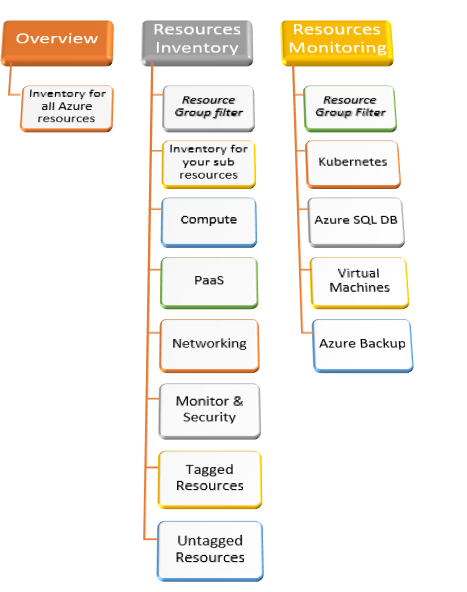 Overview
Inventory for
all Azure
resources
Resources
Inventory
Resource
Group filter
Inventory for
your sub
resources
Compute
PaaS
Networking
Monitor &
Security
Tagged
Resources
Untagged
Resources
Resources
Monitoring
Resource
Group Filter
Kubernetes
Azure SQL DB
Virtual
Machines
Azure Backup